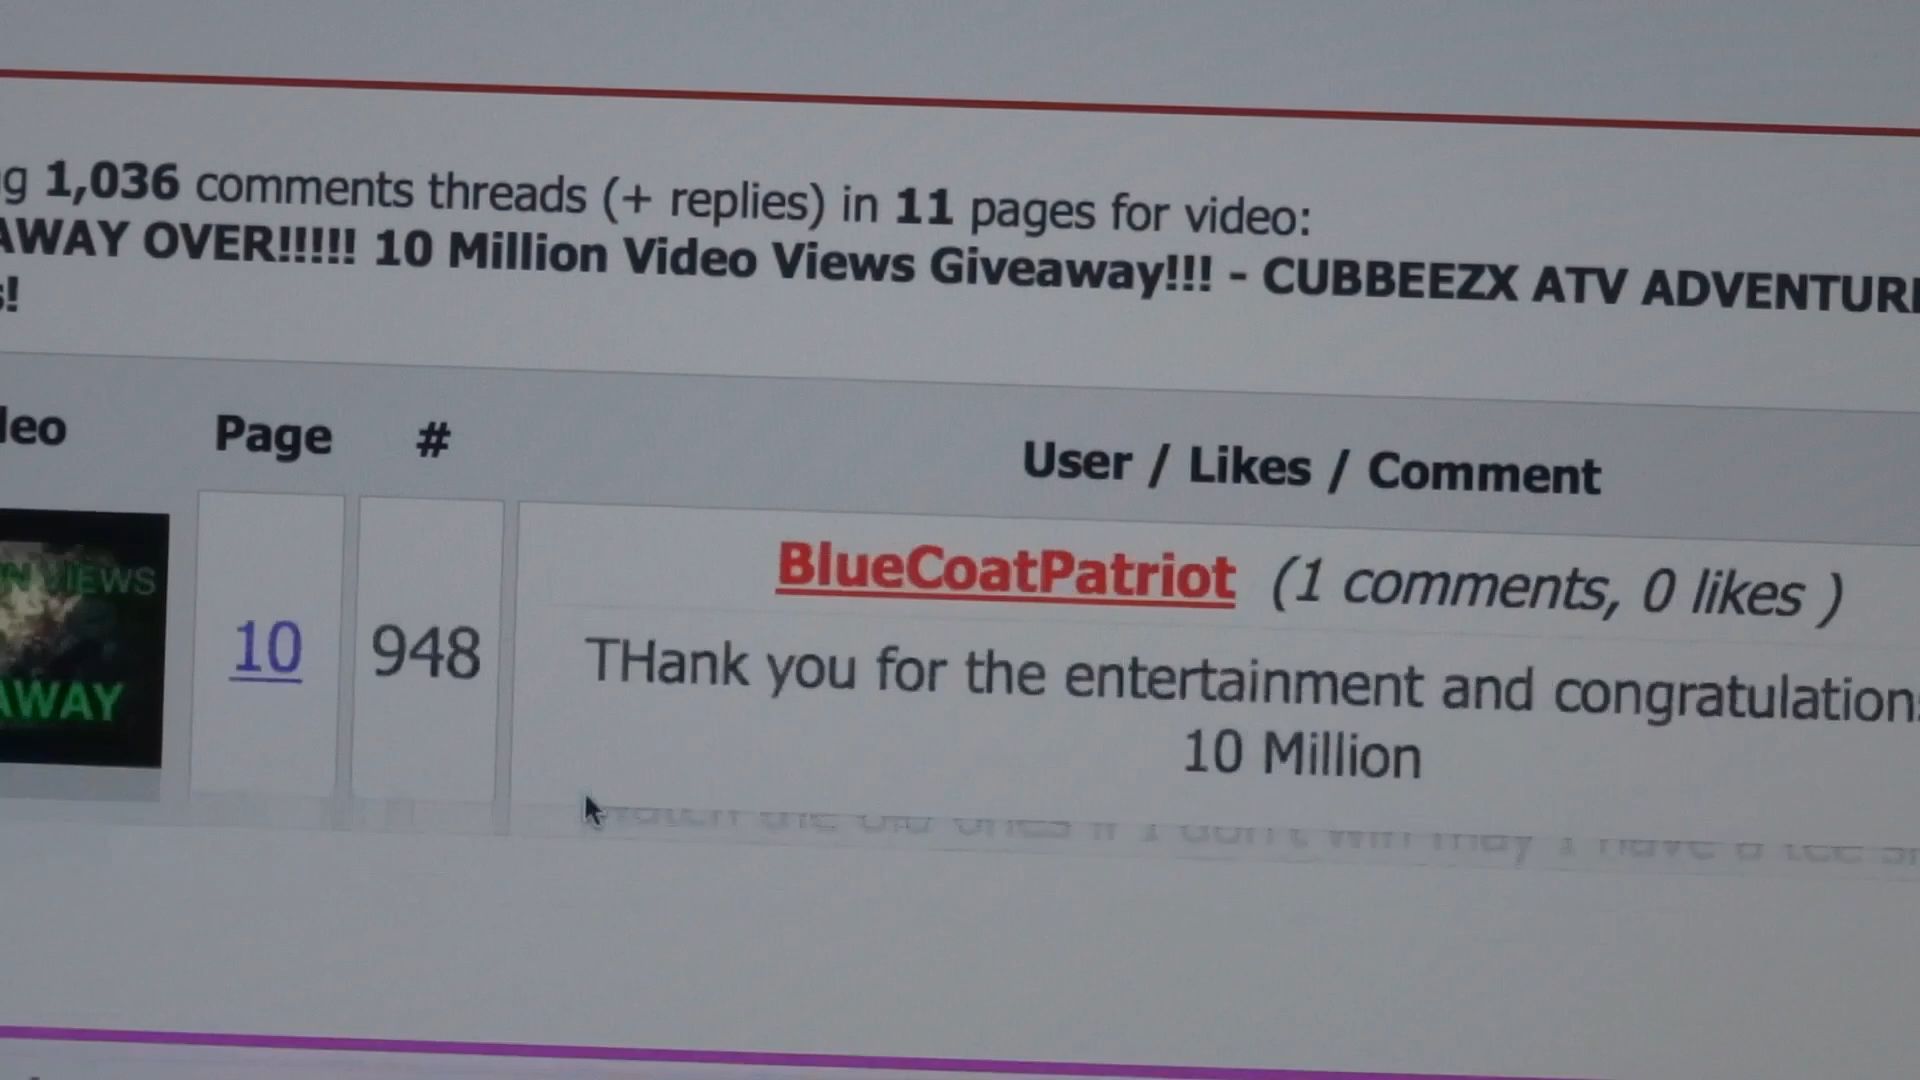 g 1,036 comments threads (+ replies) in 11 pages for video:
AWAY OVER!!!!! 10 Million Video Views Giveaway!!! - CUBBEEZX ATV ADVENTUR
s!
deo Page # User / Likes / Comment
N VIEWS
AWAY
10
948
BlueCoatPatriot (1 comments, 0 likes )
THank you for the entertainment and congratulation
10 Million